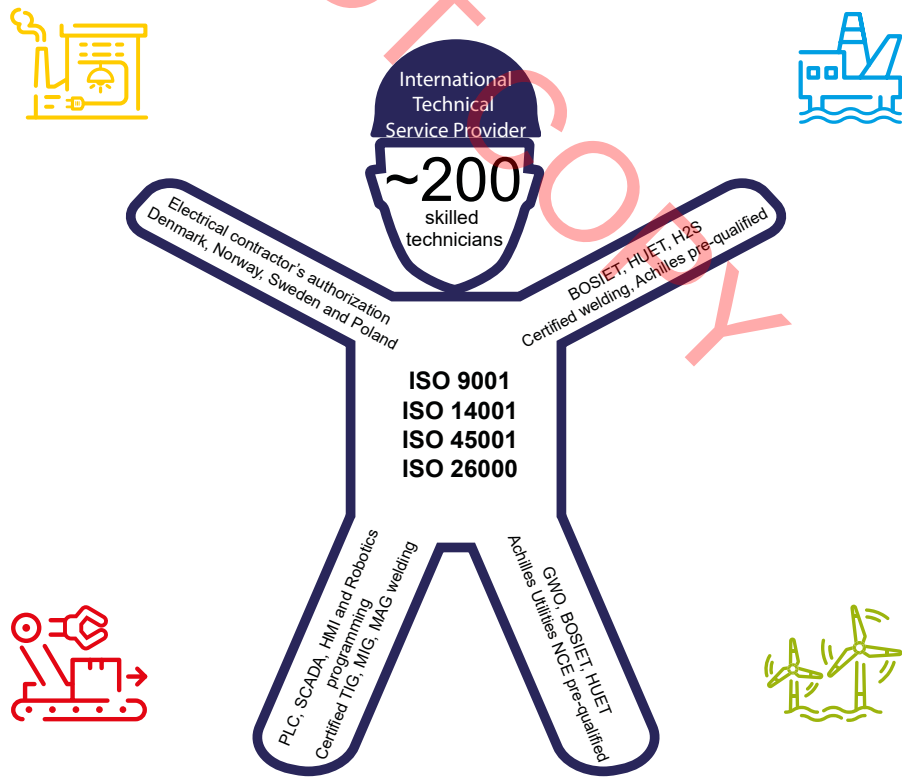 International
Technical
Service Provider
~200
skilled
technicians
Electrical contractor's authorization
Denmark, Norway, Sweden and Poland
BOSIET, HUET, H2S
Certified welding, Achilles pre-qualified
ISO 9001
ISO 14001
ISO 45001
ISO 26000
PLC, SCADA, HMI and Robotics
programming
Certified TIG, MIG, MAG welding
GWO, BOSIET, HUET
Achilles Utilities NCE pre-qualified
COPY